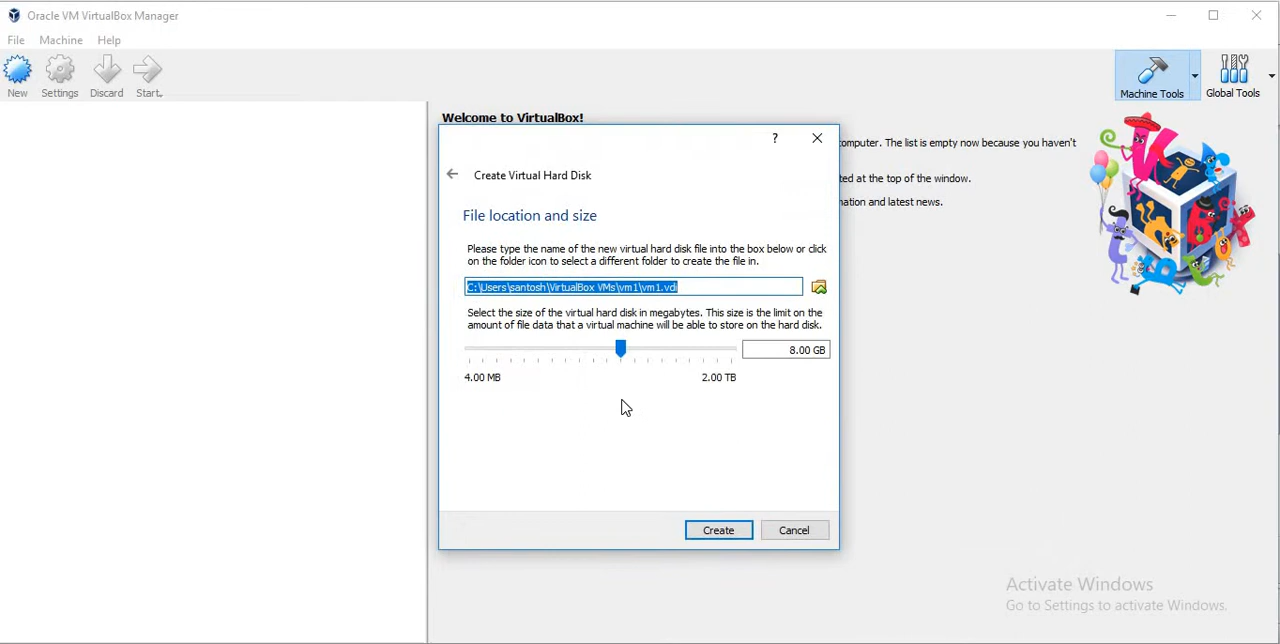 Oracle VM VirtualBox Manager
File Machine Help
New Settings Discard Start
Machine Tools Global Tools
Welcome to VirtualBox!
omputer. The list is empty now because you haven't
ted at the top of the window.
mation and latest news.
Create Virtual Hard Disk
File location and size
Please type the name of the new virtual hard disk file into the box below or click
on the folder icon to select a different folder to create the file in.
C:\Users\santosh\VirtualBox VMs\vm1\vm1.vdi
Select the size of the virtual hard disk in megabytes. This size is the limit on the
amount of file data that a virtual machine will be able to store on the hard disk.
8.00 GB
4.00 MB 2.00 TB
Create Cancel
Activate Windows
Go to Settings to activate Windows.